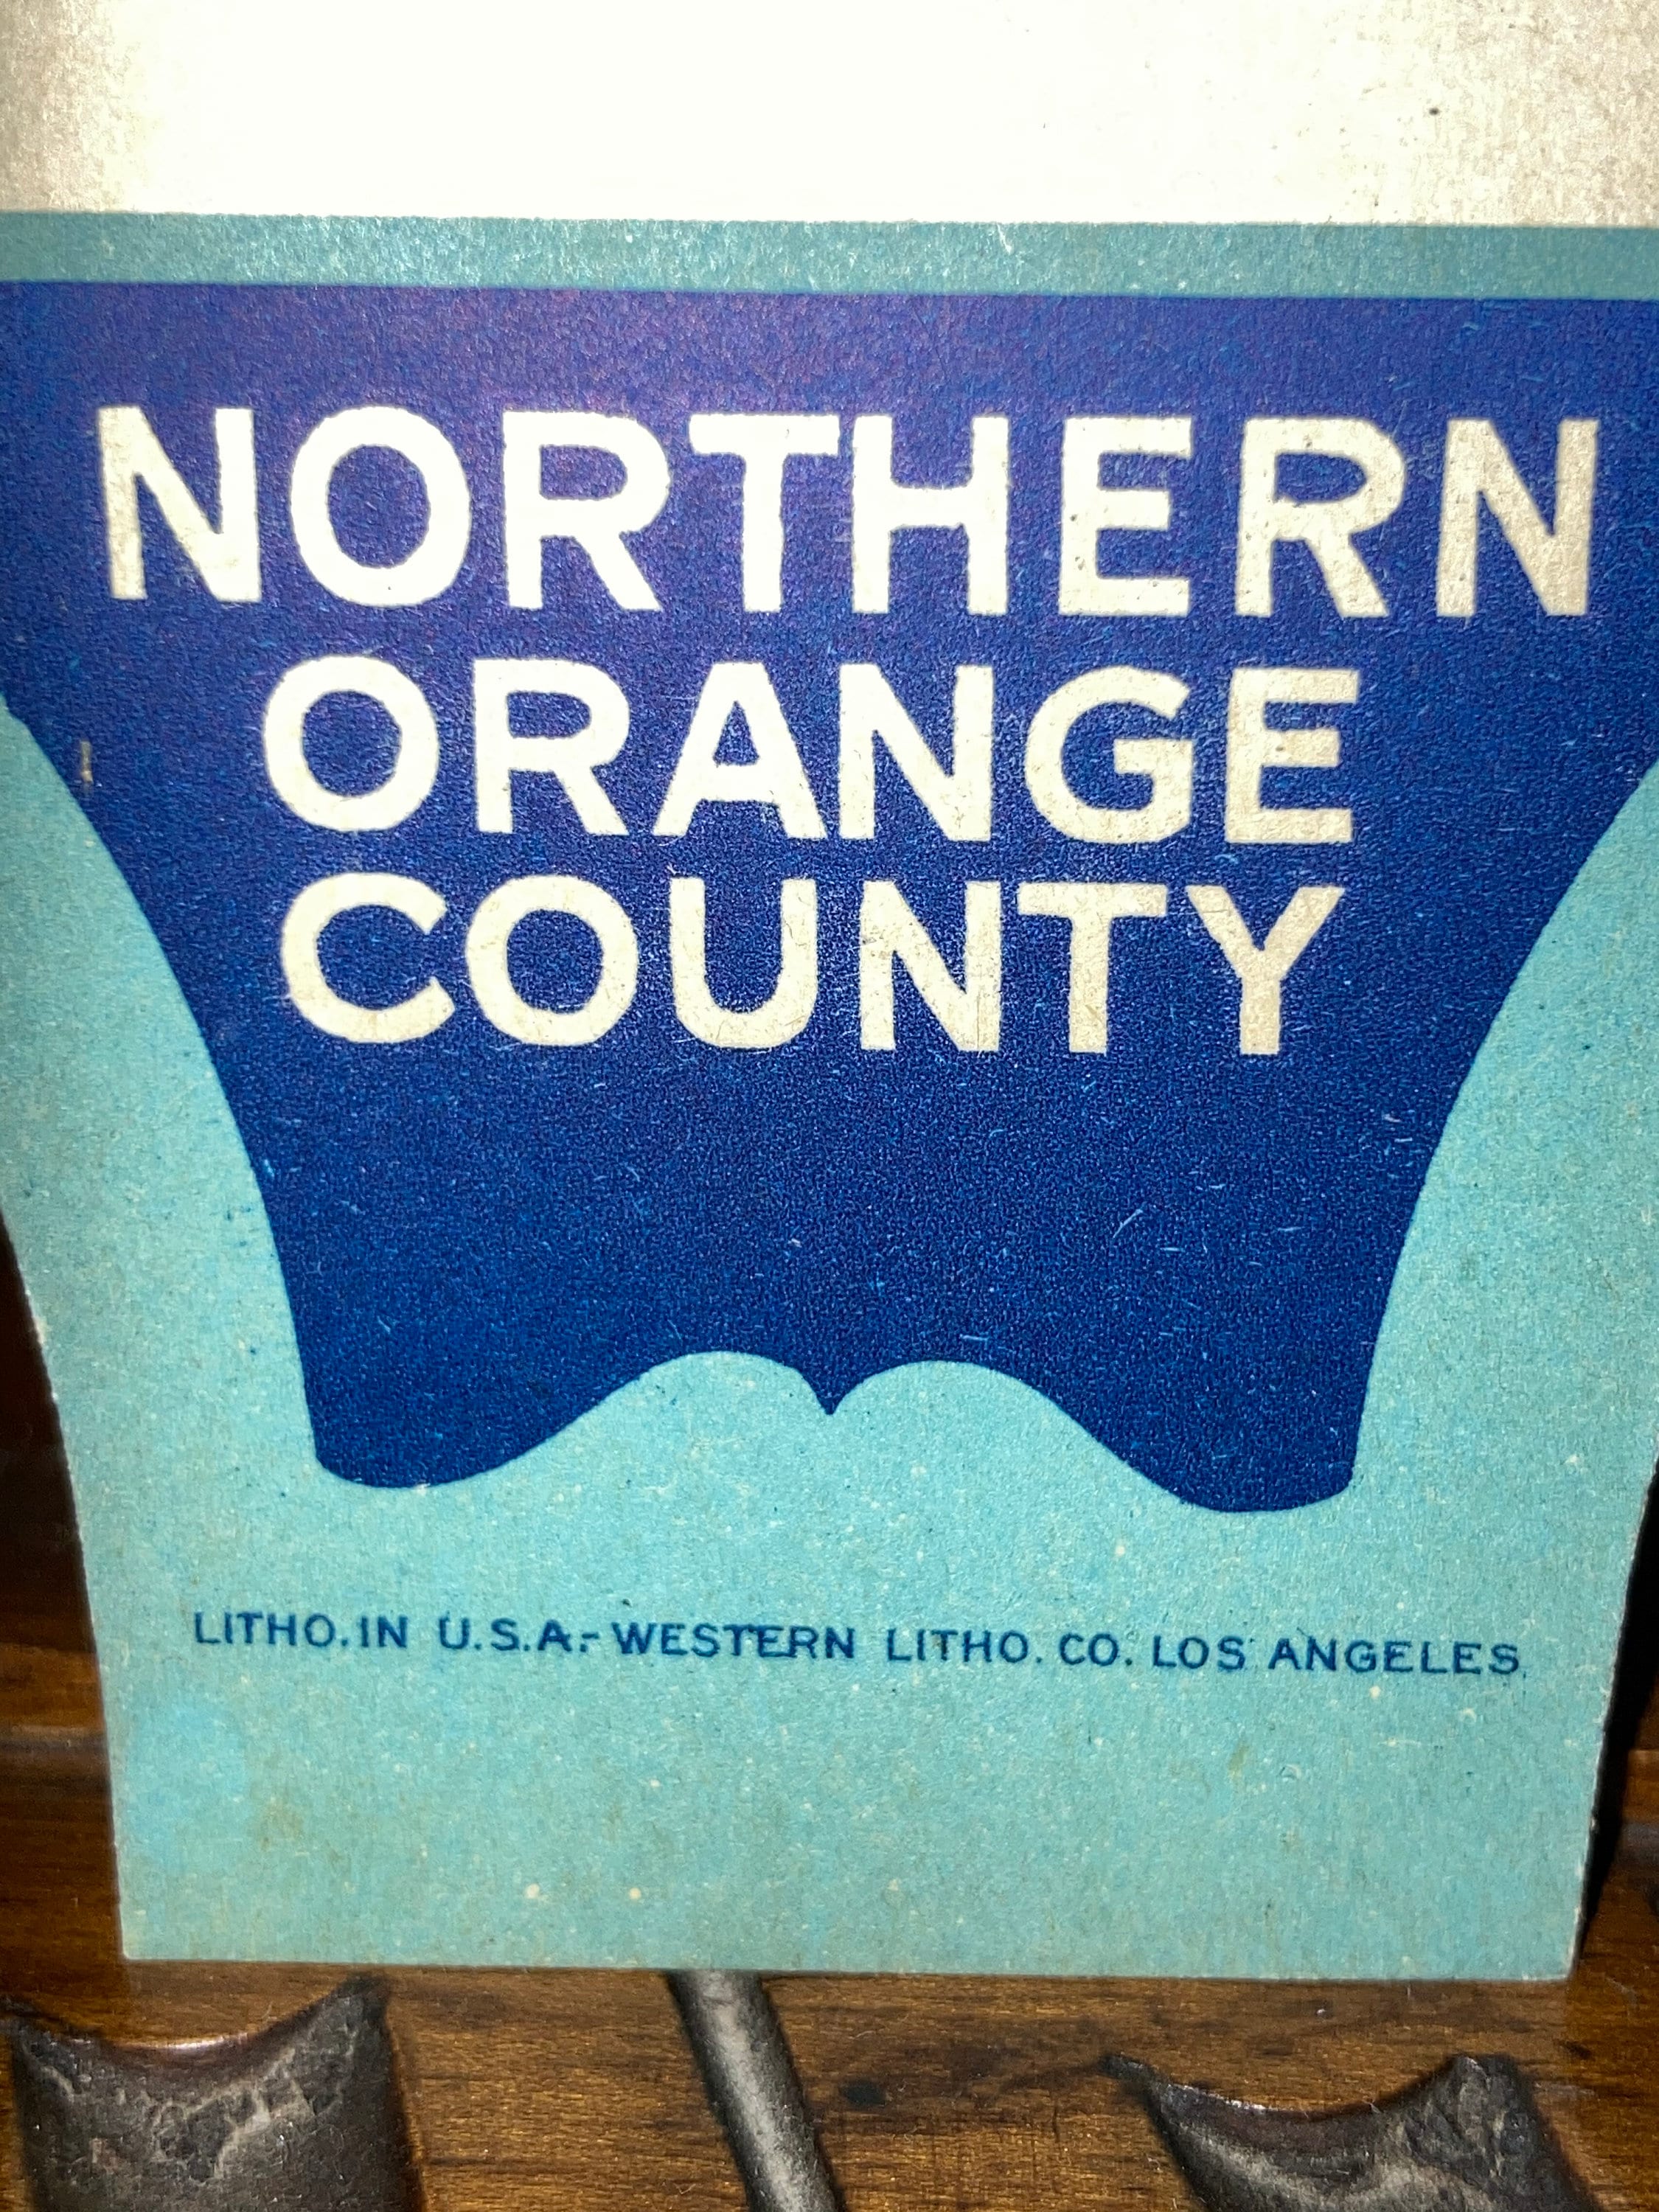 NORTHERN
ORANGE
COUNTY
LITHO. IN U.S.A.- WESTERN LITHO. CO. LOS ANGELES.